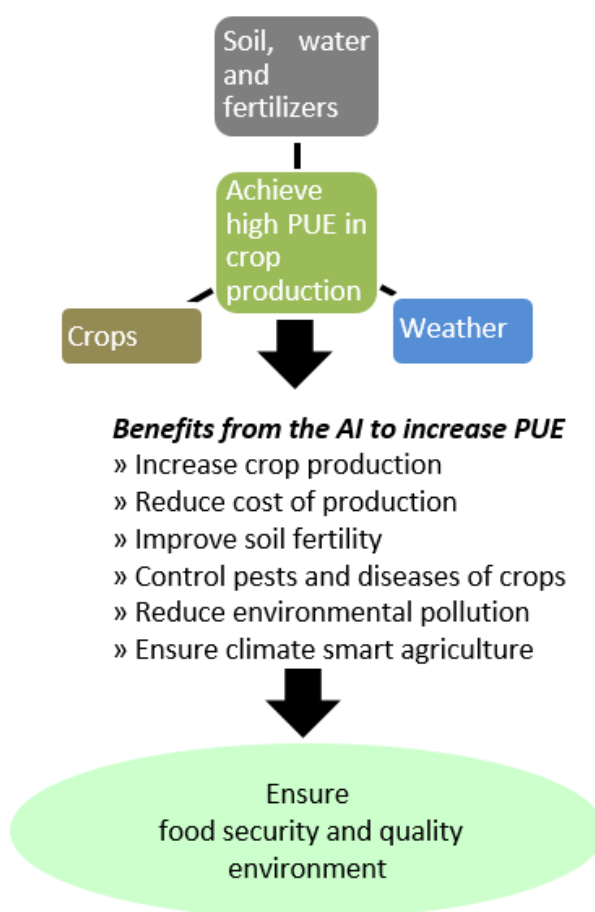 Soil, water
and
fertilizers
Achieve
high PUE in
crop
production
Crops
Weather
Benefits from the AI to increase PUE
» Increase crop production
» Reduce cost of production
» Improve soil fertility
» Control pests and diseases of crops
» Reduce environmental pollution
» Ensure climate smart agriculture
Ensure
food security and quality
environment